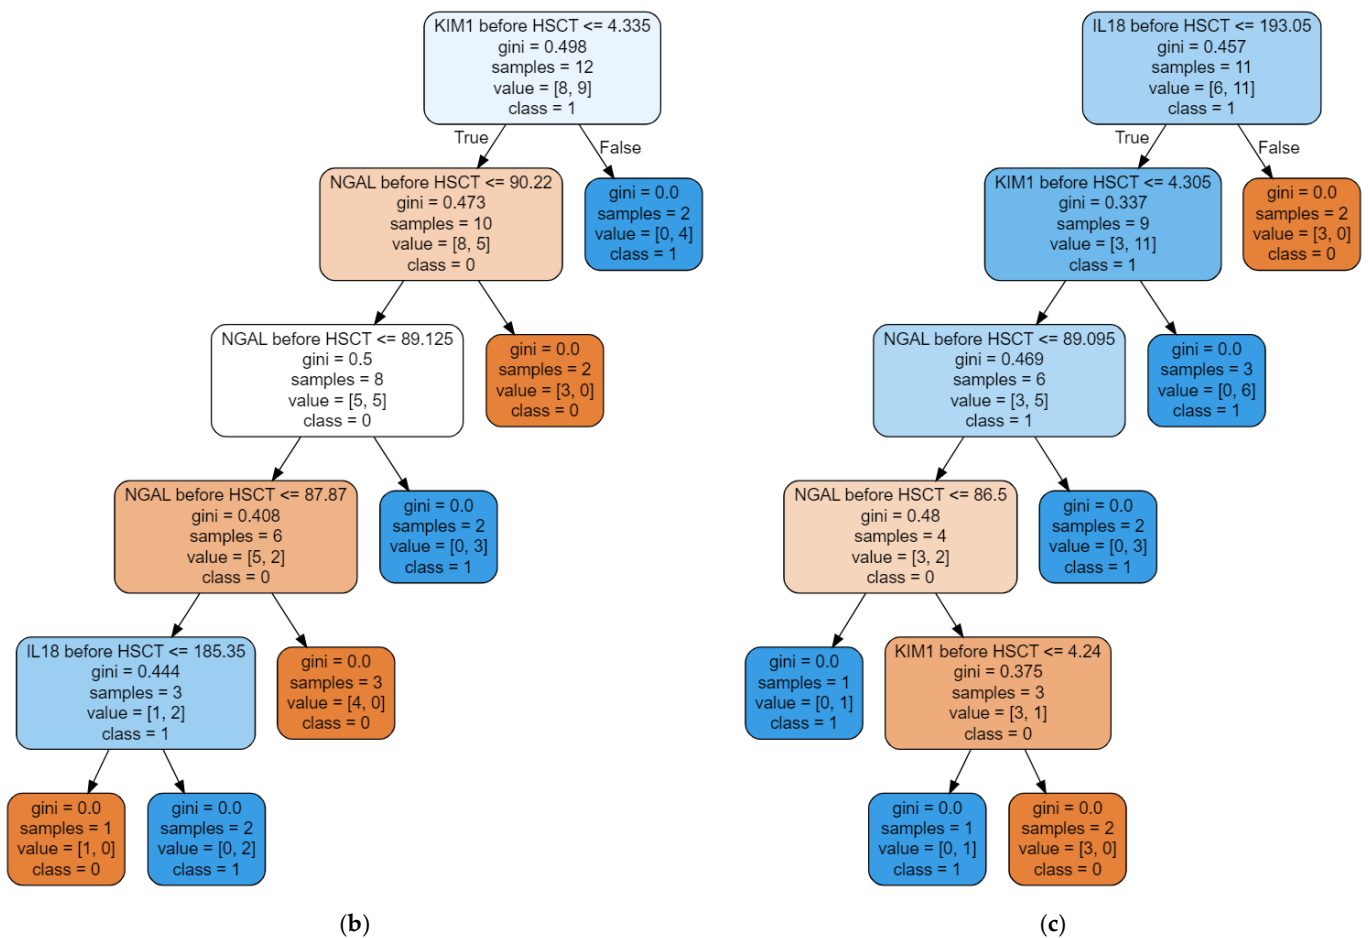 KIM1 before HSCT <= 4.335
gini = 0.498
samples = 12
value = [8, 9]
class = 1
True
False
NGAL before HSCT <= 90.22
gini = 0.473
samples = 10
value = [8, 5]
class = 0
gini = 0.0
samples = 2
value = [0, 4]
class = 1
NGAL before HSCT <= 89.125
gini = 0.5
samples = 8
value = [5, 5]
class = 0
gini = 0.0
samples = 2
value = [3, 0]
class = 0
NGAL before HSCT <= 87.87
gini = 0.408
samples = 6
value = [5, 2]
class = 0
gini = 0.0
samples = 2
value = [0, 3]
class = 1
IL18 before HSCT <= 185.35
gini = 0.444
samples = 3
value = [1, 2]
class = 1
gini = 0.0
samples = 3
value = [4, 0]
class = 0
gini = 0.0
samples = 1
value = [1, 0]
class = 0
gini = 0.0
samples = 2
value = [0, 2]
class = 1
(b)
IL18 before HSCT <= 193.05
gini = 0.457
samples = 11
value = [6, 11]
class = 1
True
False
KIM1 before HSCT <= 4.305
gini = 0.337
samples = 9
value = [3, 11]
class = 1
gini = 0.0
samples = 2
value = [3, 0]
class = 0
NGAL before HSCT <= 89.095
gini = 0.469
samples = 6
value = [3, 5]
class = 1
gini = 0.0
samples = 3
value = [0, 6]
class = 1
NGAL before HSCT <= 86.5
gini = 0.48
samples = 4
value = [3, 2]
class = 0
gini = 0.0
samples = 2
value = [0, 3]
class = 1
gini = 0.0
samples = 1
value = [0, 1]
class = 1
KIM1 before HSCT <= 4.24
gini = 0.375
samples = 3
value = [3, 1]
class = 0
gini = 0.0
samples = 1
value = [0, 1]
class = 1
gini = 0.0
samples = 2
value = [3, 0]
class = 0
(c)